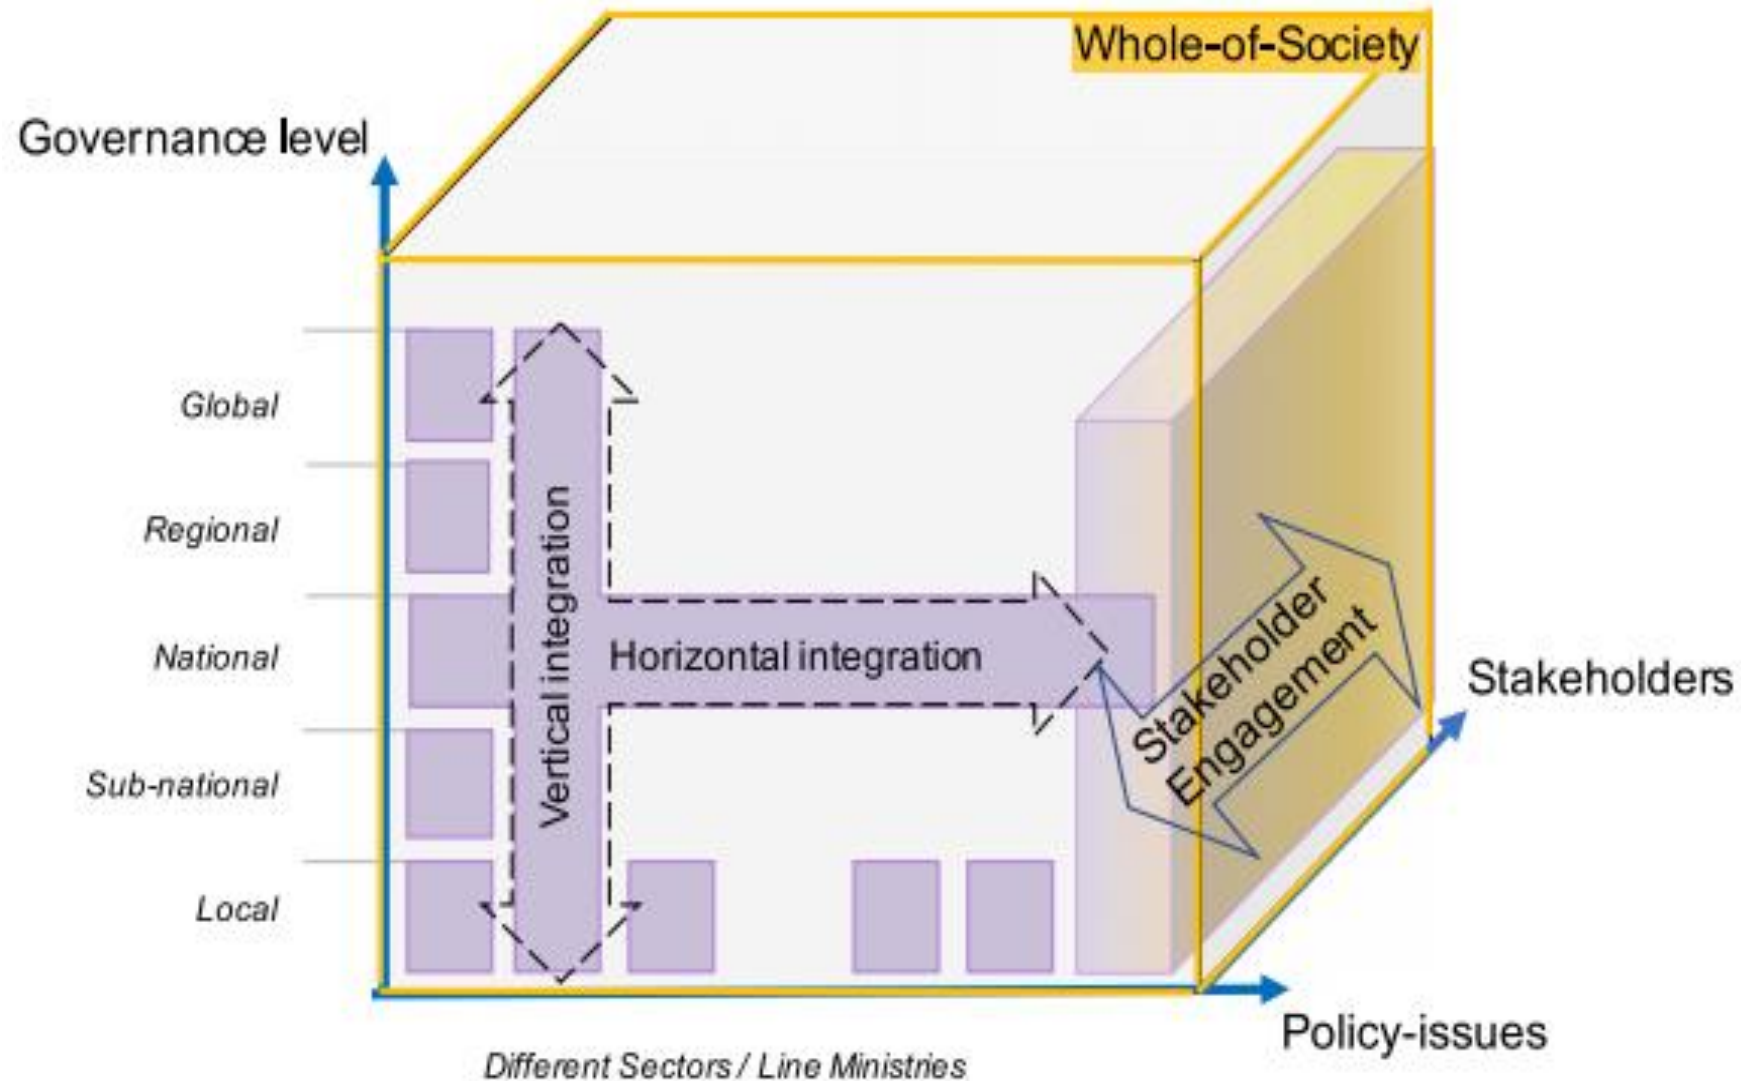 Whole-of-Society
Governance level
Global
Regional
National
Sub-national
Local
Vertical integration
Horizontal integration
Stakeholder
Engagement
Stakeholders
Policy-issues
Different Sectors / Line Ministries